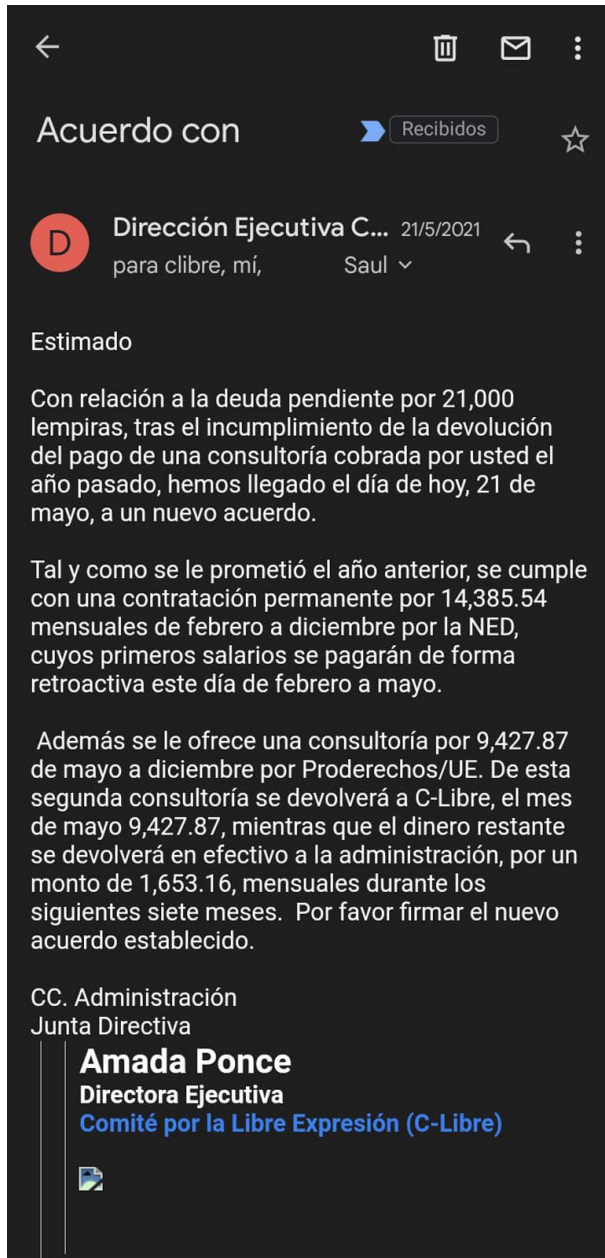 Acuerdo con
Recibidos
D
Dirección Ejecutiva C... 21/5/2021
para clibre, mí, Saul
Estimado
Con relación a la deuda pendiente por 21,000
lempiras, tras el incumplimiento de la devolución
del pago de una consultoría cobrada por usted el
año pasado, hemos llegado el día de hoy, 21 de
mayo, a un nuevo acuerdo.
Tal y como se le prometió el año anterior, se cumple
con una contratación permanente por 14,385.54
mensuales de febrero a diciembre por la NED,
cuyos primeros salarios se pagarán de forma
retroactiva este día de febrero a mayo.
Además se le ofrece una consultoría por 9,427.87
de mayo a diciembre por Proderechos/UE. De esta
segunda consultoría se devolverá a C-Libre, el mes
de mayo 9,427.87, mientras que el dinero restante
se devolverá en efectivo a la administración, por un
monto de 1,653.16, mensuales durante los
siguientes siete meses. Por favor firmar el nuevo
acuerdo establecido.
CC. Administración
Junta Directiva
Amada Ponce
Directora Ejecutiva
Comité por la Libre Expresión (C-Libre)